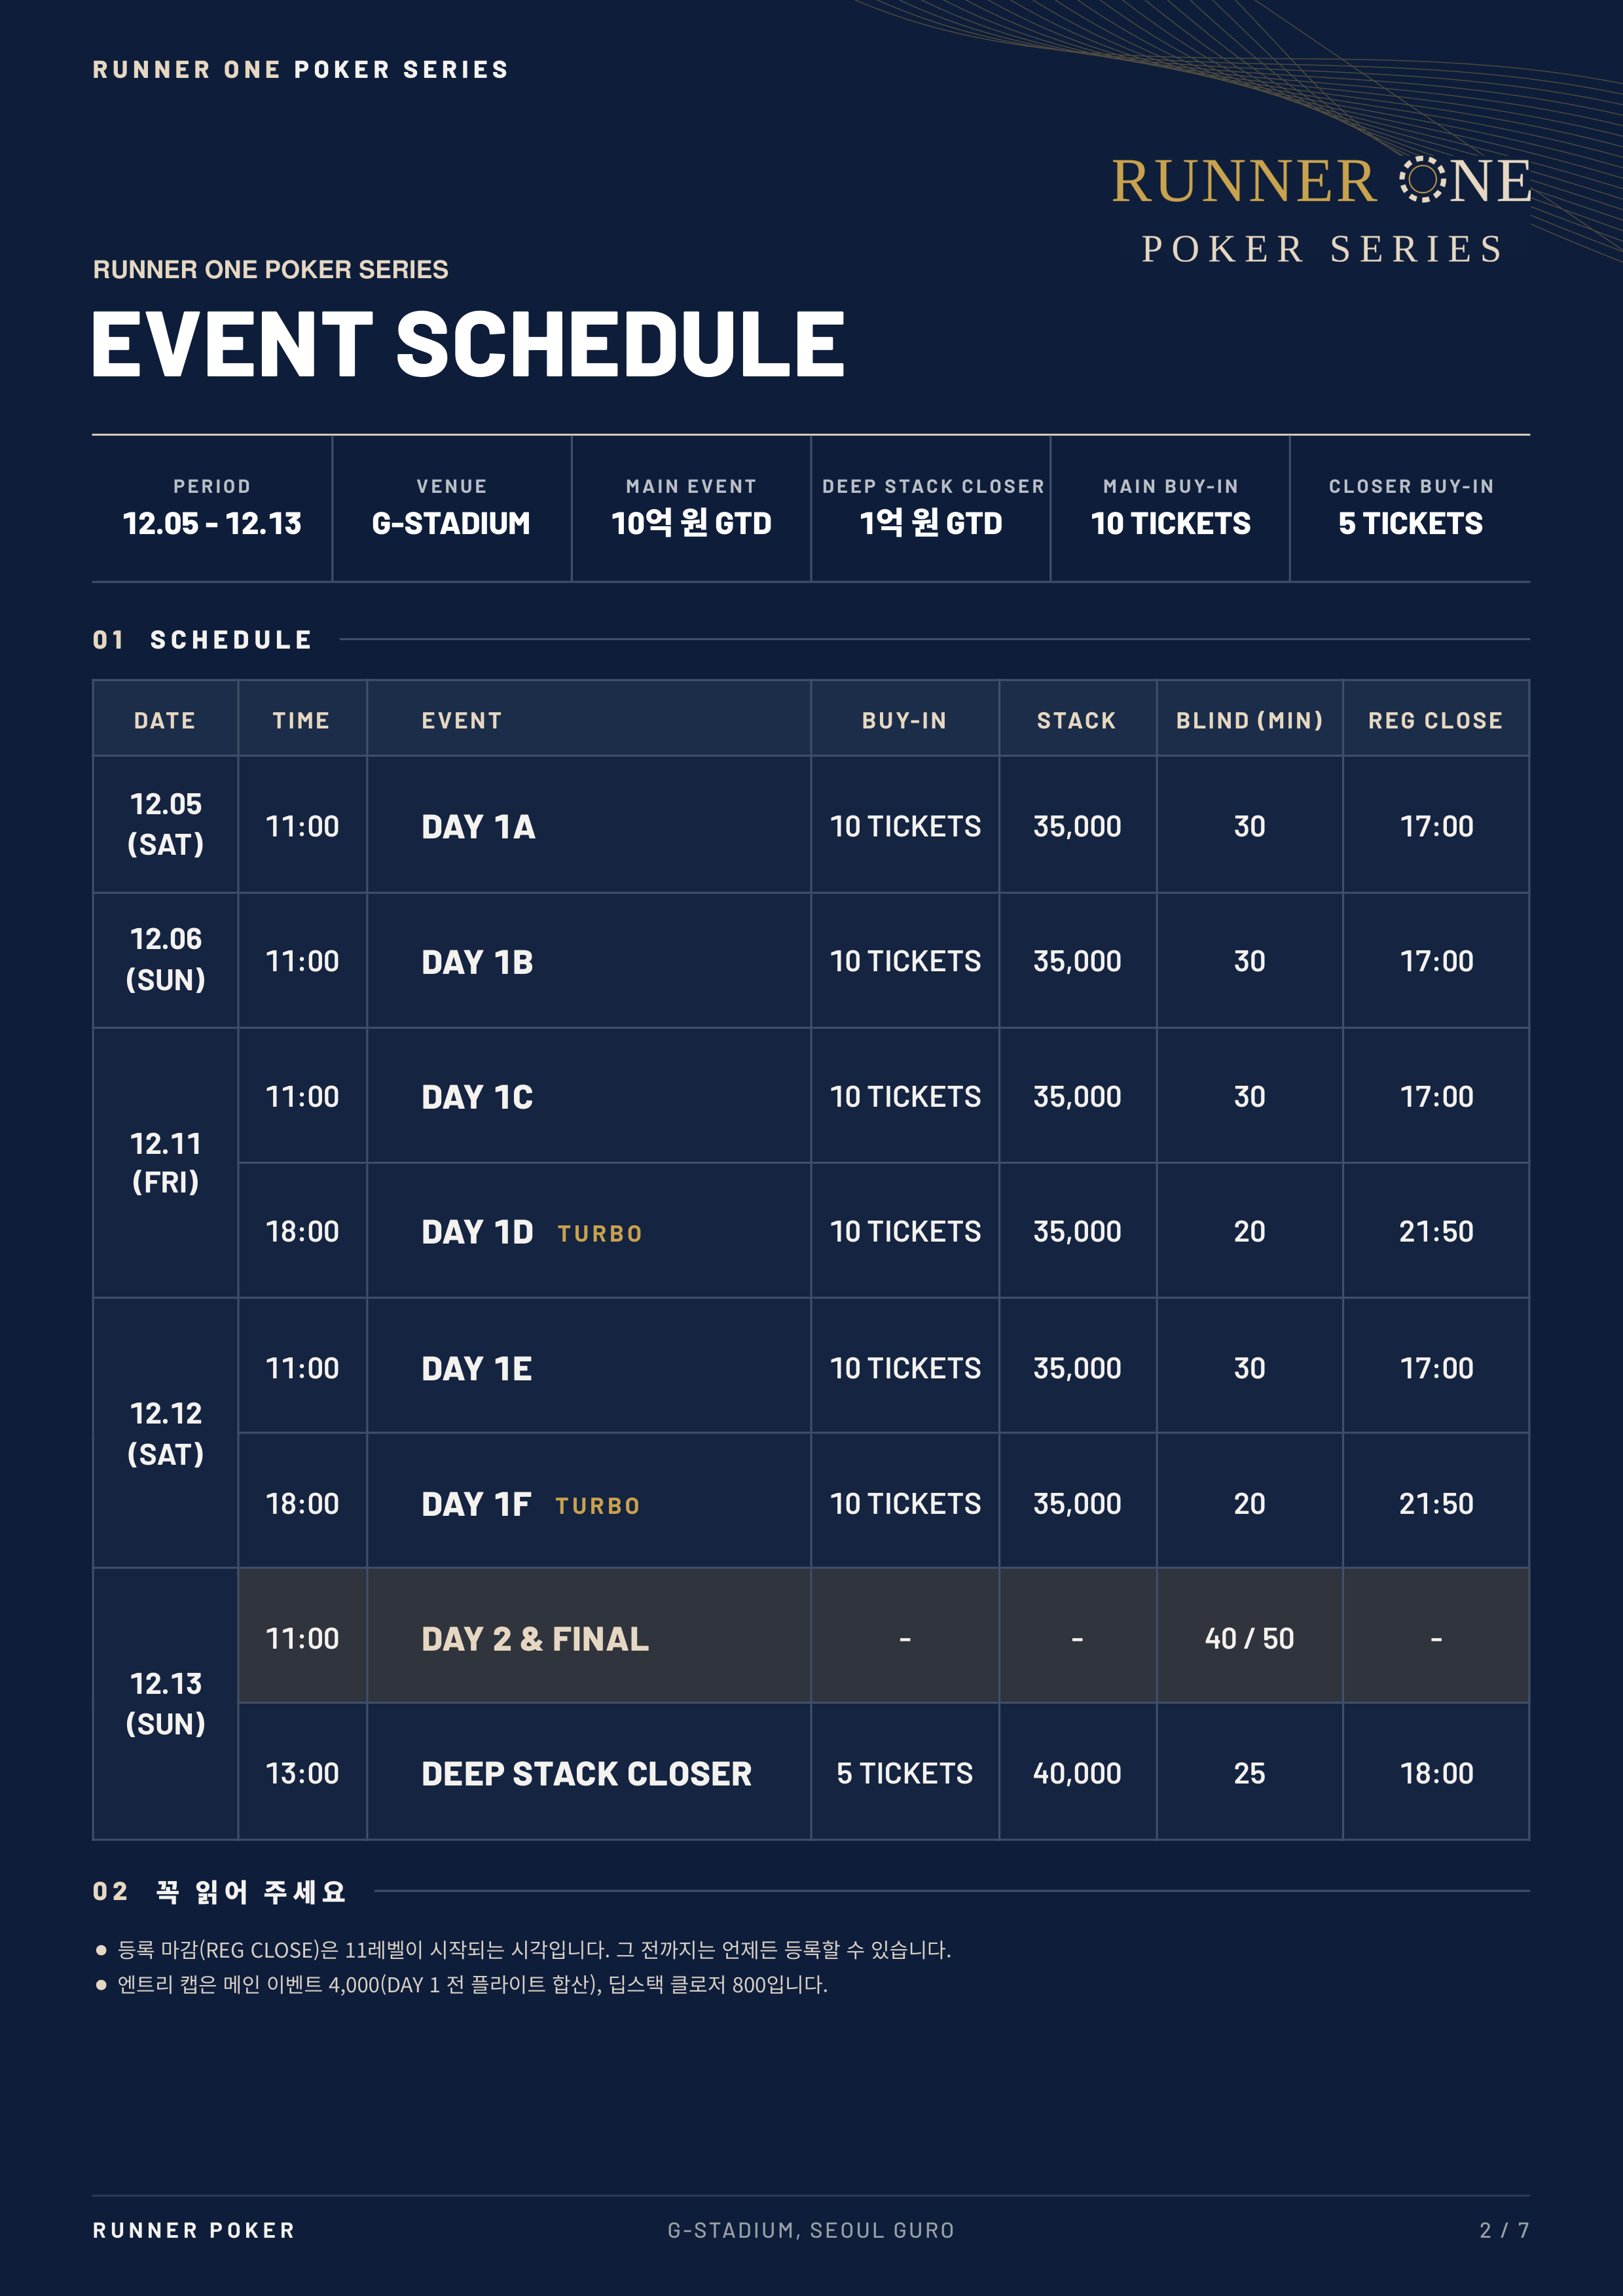 RUNNER ONE POKER SERIES
RUNNER ONE
POKER SERIES
RUNNER ONE POKER SERIES
EVENT SCHEDULE
PERIOD VENUE MAIN EVENT DEEP STACK CLOSER MAIN BUY-IN CLOSER BUY-IN
12.05 - 12.13 G-STADIUM 10억 원 GTD 1억 원 GTD 10 TICKETS 5 TICKETS
01 SCHEDULE
DATE TIME EVENT BUY-IN STACK BLIND (MIN) REG CLOSE
12.05
(SAT)
11:00 DAY 1A 10 TICKETS 35,000 30 17:00
12.06
(SUN)
11:00 DAY 1B 10 TICKETS 35,000 30 17:00
12.11
(FRI)
11:00 DAY 1C 10 TICKETS 35,000 30 17:00
18:00 DAY 1D TURBO 10 TICKETS 35,000 20 21:50
12.12
(SAT)
11:00 DAY 1E 10 TICKETS 35,000 30 17:00
18:00 DAY 1F TURBO 10 TICKETS 35,000 20 21:50
12.13
(SUN)
11:00 DAY 2 & FINAL - - 40 / 50 -
13:00 DEEP STACK CLOSER 5 TICKETS 40,000 25 18:00
02 꼭 읽어 주세요
● 등록 마감(REG CLOSE)은 11레벨이 시작되는 시각입니다. 그 전까지는 언제든 등록할 수 있습니다.
● 엔트리 캡은 메인 이벤트 4,000(DAY 1 전 플라이트 합산), 딥스택 클로저 800입니다.
RUNNER POKER G-STADIUM, SEOUL GURO 2 / 7